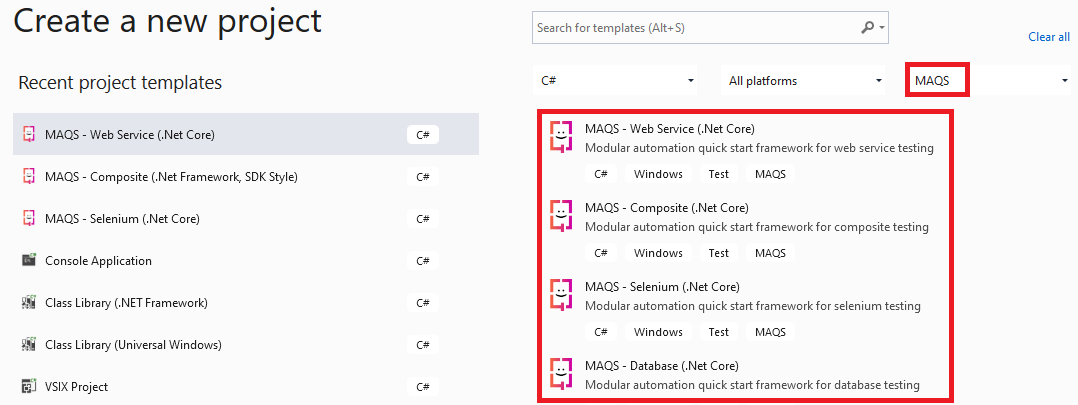 Create a new project
Search for templates (Alt+S)
Clear all
Recent project templates
C#
All platforms
MAQS
MAQS - Web Service (.Net Core)
C#
MAQS - Composite (.Net Framework, SDK Style)
C#
MAQS - Selenium (.Net Core)
C#
Console Application
C#
Class Library (.NET Framework)
C#
Class Library (Universal Windows)
C#
VSIX Project
C#
MAQS - Web Service (.Net Core)
Modular automation quick start framework for web service testing
C# Windows Test MAQS
MAQS - Composite (.Net Core)
Modular automation quick start framework for composite testing
C# Windows Test MAQS
MAQS - Selenium (.Net Core)
Modular automation quick start framework for selenium testing
C# Windows Test MAQS
MAQS - Database (.Net Core)
Modular automation quick start framework for database testing